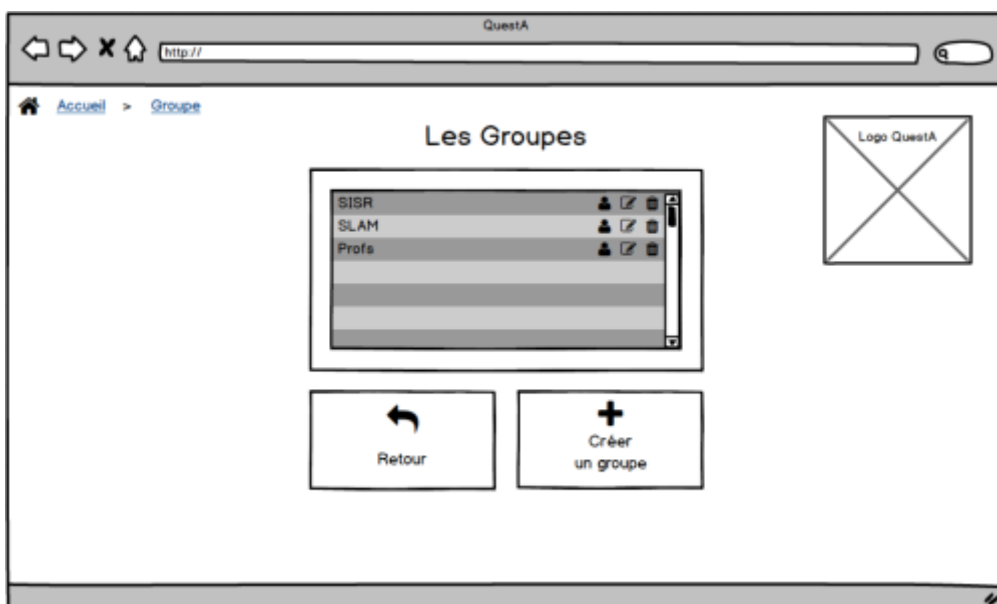 QuestA
http://
Accueil > Groupe
Les Groupes
Logo QuestA
SISR
SLAM
Profs
Retour
Créer
un groupe